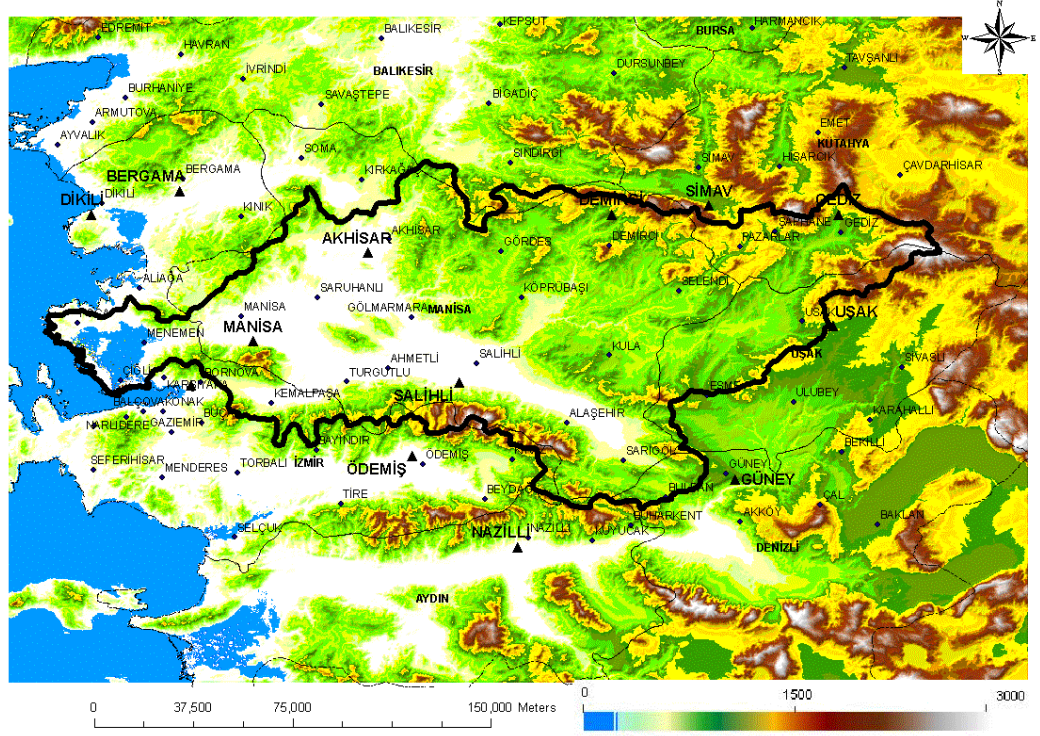 N
W
E
S
EDREMİT
KEPSUT
HARMANCIK
BURSA
BALIKESİR
HAVRAN
TAVŞANLI
İVRİNDİ
BALIKESİR
DURSUNBEY
BURHANİYE
SAVAŞTEPE
BİGADİÇ
ARMUTOVA
EMET
AYVALIK
KÜTAHYA
SOMA
SINDIRGI
SİMAV
HİSARCIK
ÇAVDARHİSAR
BERGAMA
BERGAMA
KIRKAĞAÇ
DİKİLİ
DİKİLİ
SİMAV
DEMİRCİ
GEDİZ
KINIK
ŞAPHANE
GEDİZ
AKHİSAR
AKHİSAR
GÖRDES
DEMİRCİ
PAZARLAR
ALİAĞA
SELENDİ
SARUHANLI
KÖPRÜBAŞI
MANİSA
GÖLMARMARA
MANİSA
UŞAK
UŞAK
MENEMEN
MANİSA
UŞAK
AHMETLİ
SALİHLİ
KULA
SİVASLI
ÇİĞLİ
BORNOVA
TURGUTLU
KARŞIYAKA
EŞME
ULUBEY
KEMALPAŞA
SALİHLİ
BALÇOVA
KONAK
ALAŞEHİR
KARAHALLI
NARLIDERE
GAZİEMİR
BAYINDIR
BEKİLLİ
SEFERİHİSAR
MENDERES
TORBALI
İZMİR
ÖDEMİŞ
ÖDEMİŞ
SARIGÖL
GÜNEY
GÜNEY
TİRE
BEYDAĞ
BULDAN
ÇAL
BUHARKENT
AKKÖY
BAKLAN
SELÇUK
NAZİLLİ
NAZİLLİ
KUYUCAK
DENİZLİ
AYDIN
0 1500 3000
0 37,500 75,000 150,000 Meters